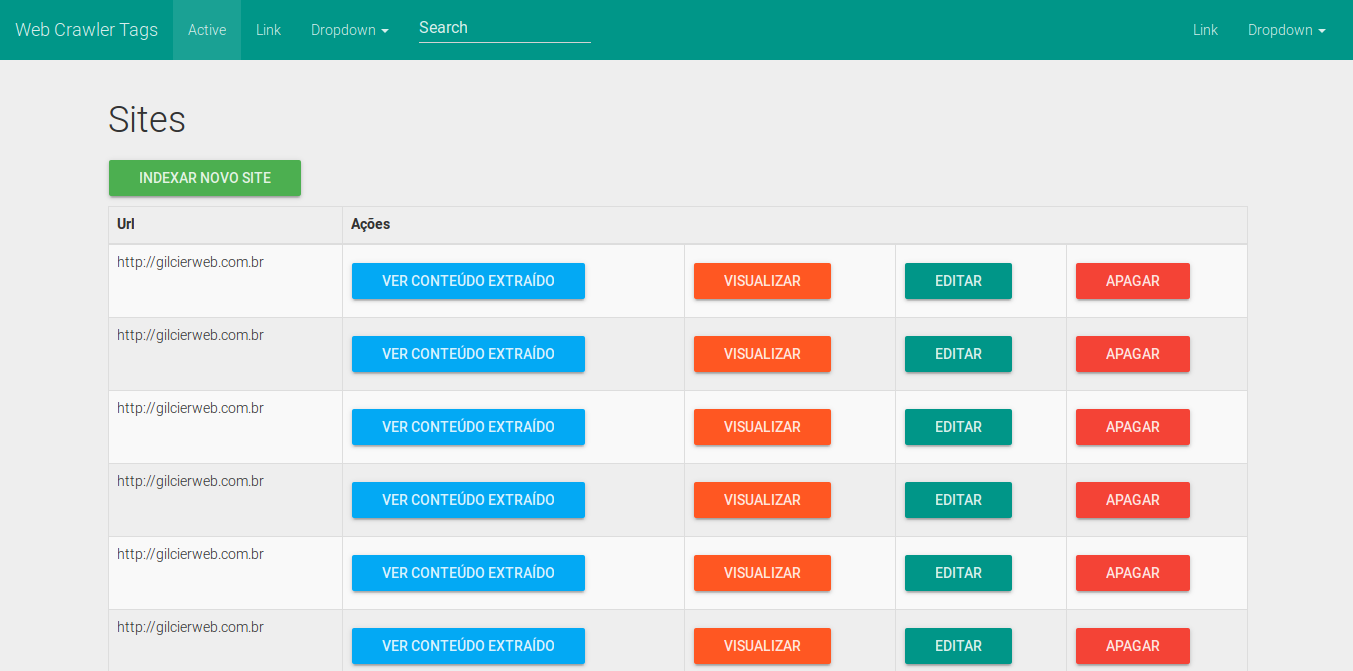 Web Crawler Tags Active Link Dropdown Search Link Dropdown
Sites
INDEXAR NOVO SITE
Url Ações
http://gilcierweb.com.br VER CONTEÚDO EXTRAÍDO VISUALIZAR EDITAR APAGAR
http://gilcierweb.com.br VER CONTEÚDO EXTRAÍDO VISUALIZAR EDITAR APAGAR
http://gilcierweb.com.br VER CONTEÚDO EXTRAÍDO VISUALIZAR EDITAR APAGAR
http://gilcierweb.com.br VER CONTEÚDO EXTRAÍDO VISUALIZAR EDITAR APAGAR
http://gilcierweb.com.br VER CONTEÚDO EXTRAÍDO VISUALIZAR EDITAR APAGAR
http://gilcierweb.com.br VER CONTEÚDO EXTRAÍDO VISUALIZAR EDITAR APAGAR